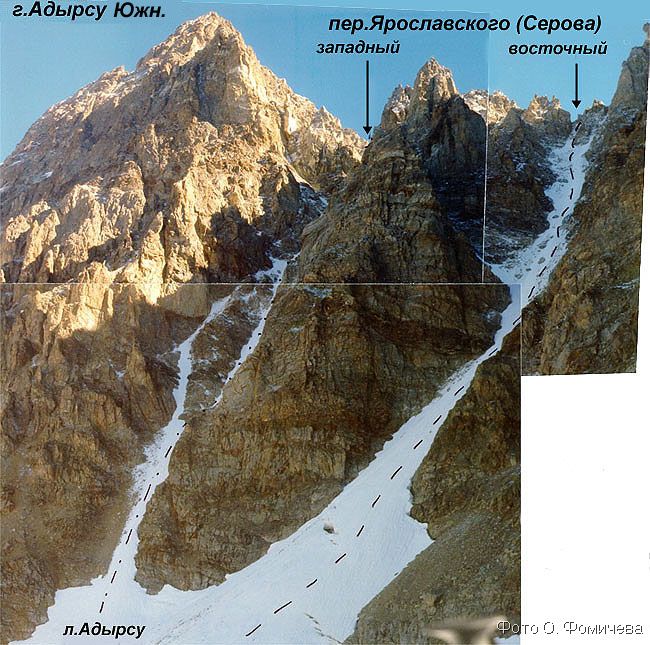 г.Адырсу Южн.
пер.Ярославского (Серова)
западный
восточный
л.Адырсу
Фото О. Фомичева